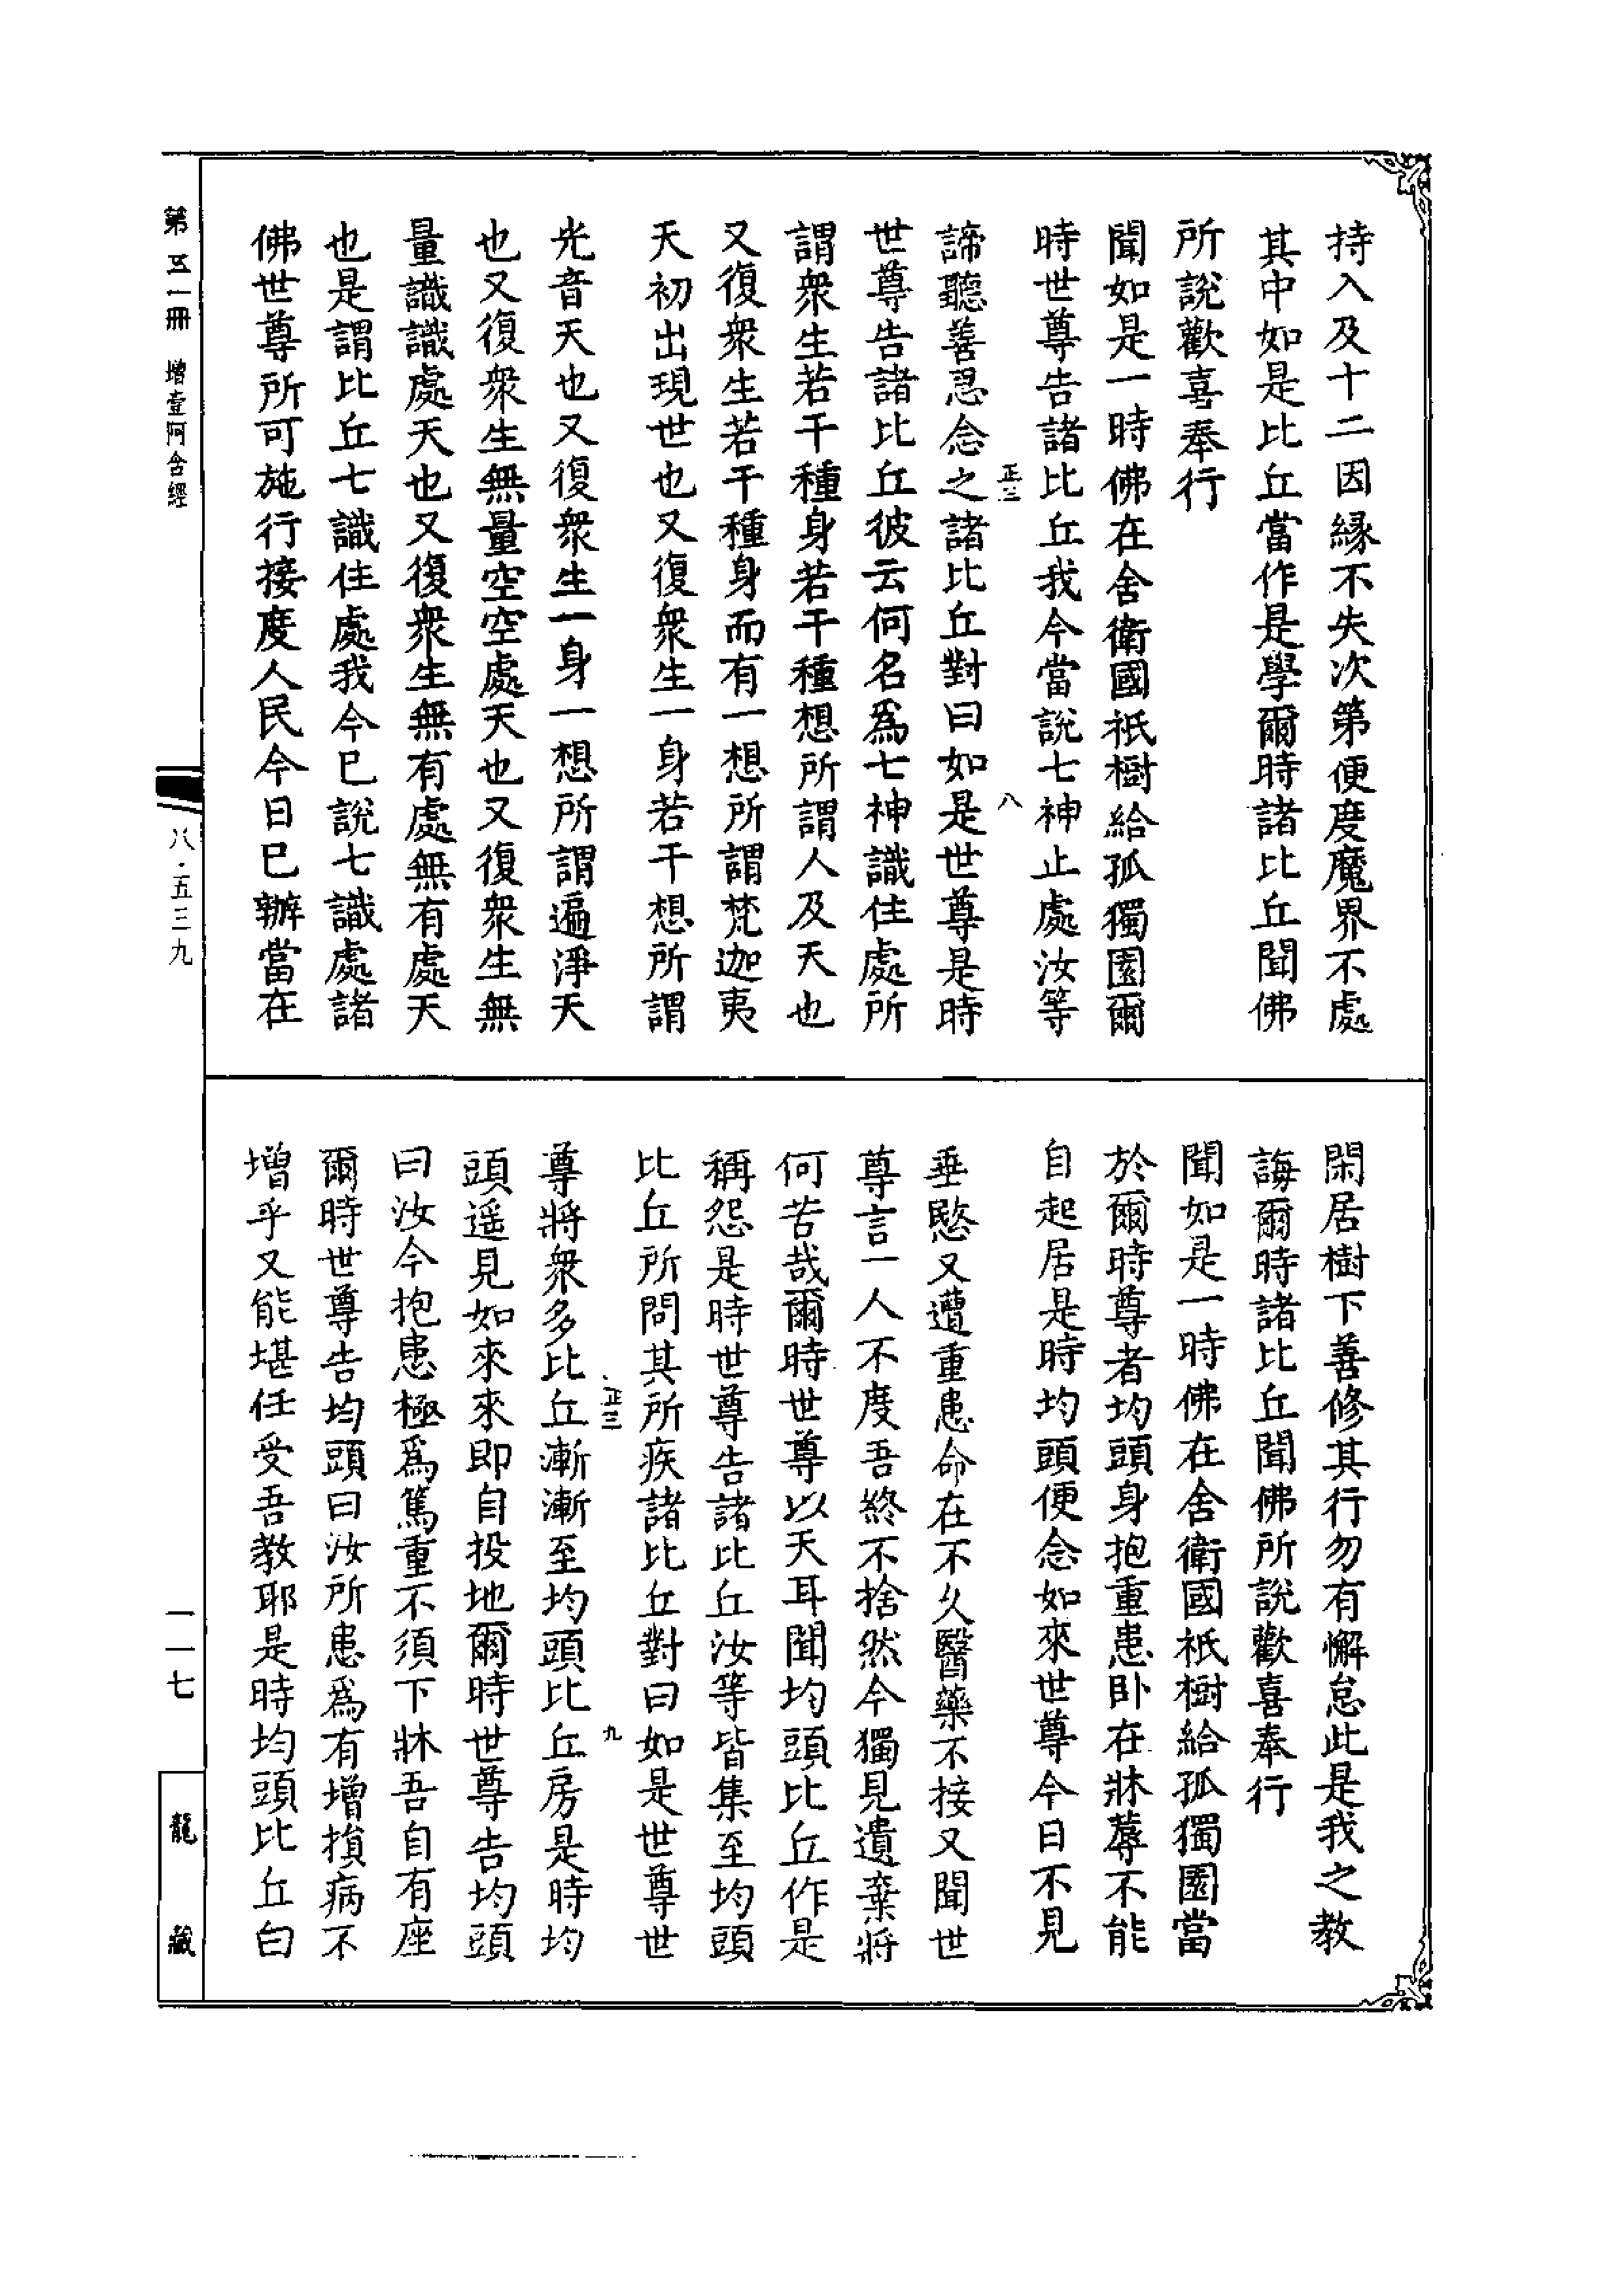 持入及十二因緣不失次第便度魔界不處
其中如是比丘當作是學爾時諸比丘聞佛
所說歡喜奉行
聞如是一時佛在舍衛國祇樹給孤獨園爾
時世尊告諸比丘我今當說七神止處汝等
正三
八
諦聽善思念之諸比丘對曰如是世尊是時
世尊告諸比丘彼云何名爲七神識住處所
謂衆生若干種身若干種想所謂人及天也
又復衆生若干種身而有一想所謂梵迦夷
天初出現世也又復衆生一身若干想所謂
光音天也又復衆生一身一想所謂遍淨天
也又復衆生無量空空處天也又復衆生無
量識識處天也又復衆生無有處無有處天
也是謂比丘七識住處我今已說七識處諸
佛世尊所可施行接度人民今日已辦當在
閑居樹下善修其行勿有懈怠此是我之教
誨爾時諸比丘聞佛所說歡喜奉行
聞如是一時佛在舍衛國祇樹給孤獨園當
於爾時尊者均頭身抱重患卧在牀蓐不能
自起居是時均頭便念如來世尊今日不見
垂愍又遭重患命在不久醫藥不接又聞世
尊言一人不度吾終不捨然今獨見遺棄將
何苦哉爾時世尊以天耳聞均頭比丘作是
稱怨是時世尊告諸比丘汝等皆集至均頭
比丘所問其所疾諸比丘對曰如是世尊世
正三
九
尊將衆多比丘漸漸至均頭比丘房是時均
頭遥見如來來即自投地爾時世尊告均頭
曰汝今抱患極爲篤重不須下牀吾自有座
爾時世尊告均頭曰汝所患爲有增損病不
增乎又能堪任受吾教耶是時均頭比丘白
第五一冊 增壹阿含經
八·五三九
一一七
龍藏